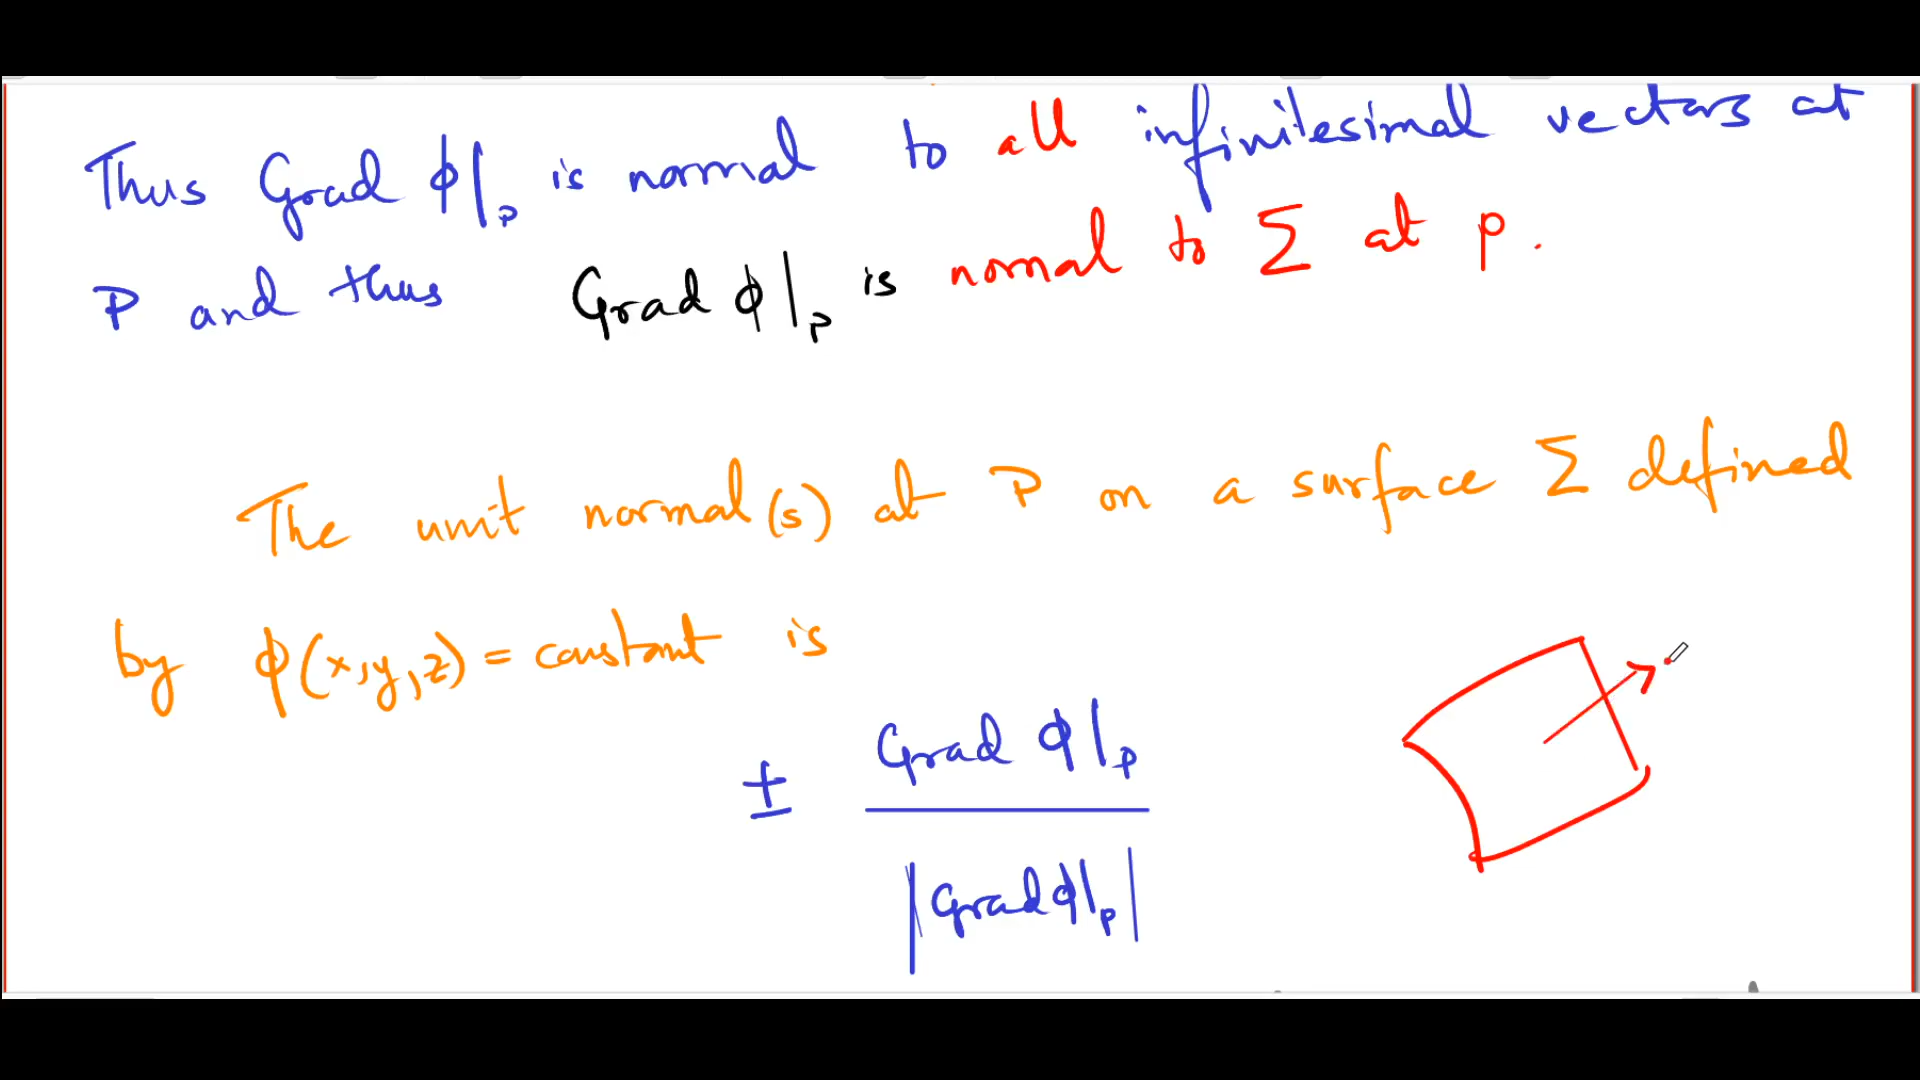 Thus Grad ϕ|p is normal to all infinitesimal vectors at
P and thus Grad ϕ|p is normal to Σ at p.
The unit normal(s) at P on a surface Σ defined
by ϕ(x,y,z) = constant is
± Grad ϕ|p
|Grad ϕ|p|